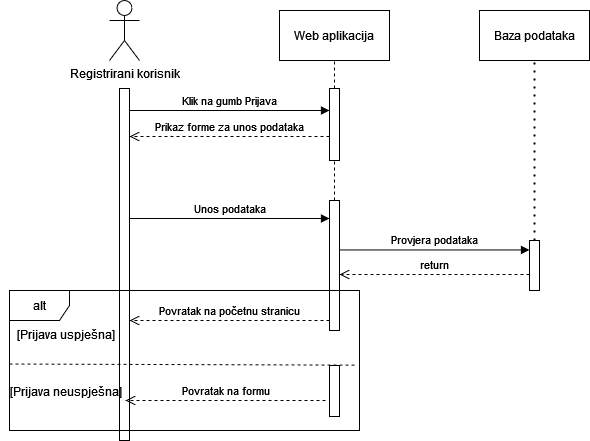 Web aplikacija
Baza podataka
Registrirani korisnik
Klik na gumb Prijava
Prikaz forme za unos podataka
Unos podataka
Provjera podataka
return
alt
Povratak na početnu stranicu
[Prijava uspješna]
[Prijava neuspješna]
Povratak na formu